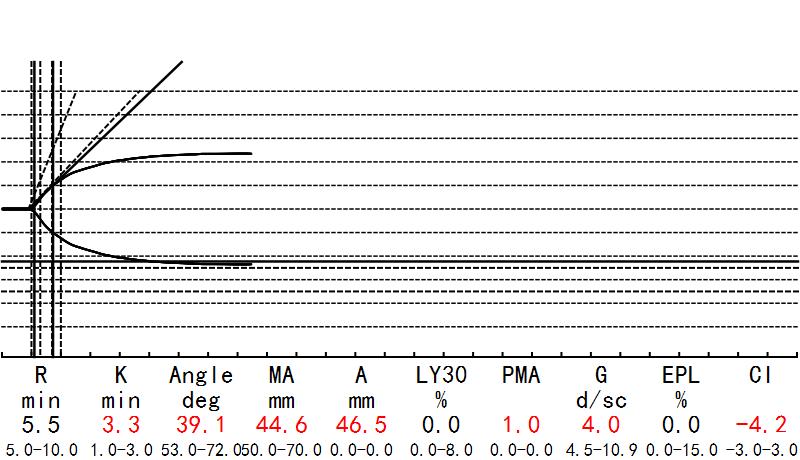 R K Angle MA A LY30 PMA G EPL CI
min min deg mm mm % d/sc %
5.5 3.3 39.1 44.6 46.5 0.0 1.0 4.0 0.0 -4.2
5.0-10.0 1.0-3.0 53.0-72.050.0-70.0 0.0-0.0 0.0-8.0 0.0-0.0 4.5-10.9 0.0-15.0 -3.0-3.0